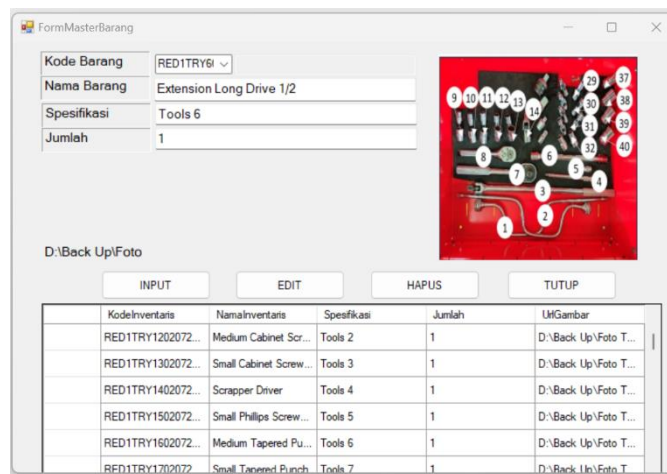 FormMasterBarang
Kode Barang RED1TRY6(
Nama Barang Extension Long Drive 1/2
Spesifikasi Tools 6
Jumlah 1
9 10 11 12 13 14 29 37
30 38
31 39
32 40
8 6
7 5
3 4
2
1
D:\Back Up\Foto
INPUT EDIT HAPUS TUTUP
KodeInventaris NamaInventaris Spesifikasi Jumlah UrlGambar
RED1TRY1202072... Medium Cabinet Scr... Tools 2 1 D:\Back Up\Foto T...
RED1TRY1302072... Small Cabinet Screw... Tools 3 1 D:\Back Up\Foto T...
RED1TRY1402072... Scrapper Driver Tools 4 1 D:\Back Up\Foto T...
RED1TRY1502072... Small Phillips Screw... Tools 5 1 D:\Back Up\Foto T...
RED1TRY1602072... Medium Tapered Pu... Tools 6 1 D:\Back Up\Foto T...
RED1TRY1702072... Small Tapered Punch Tools 7 1 D:\Back Up\Foto T...